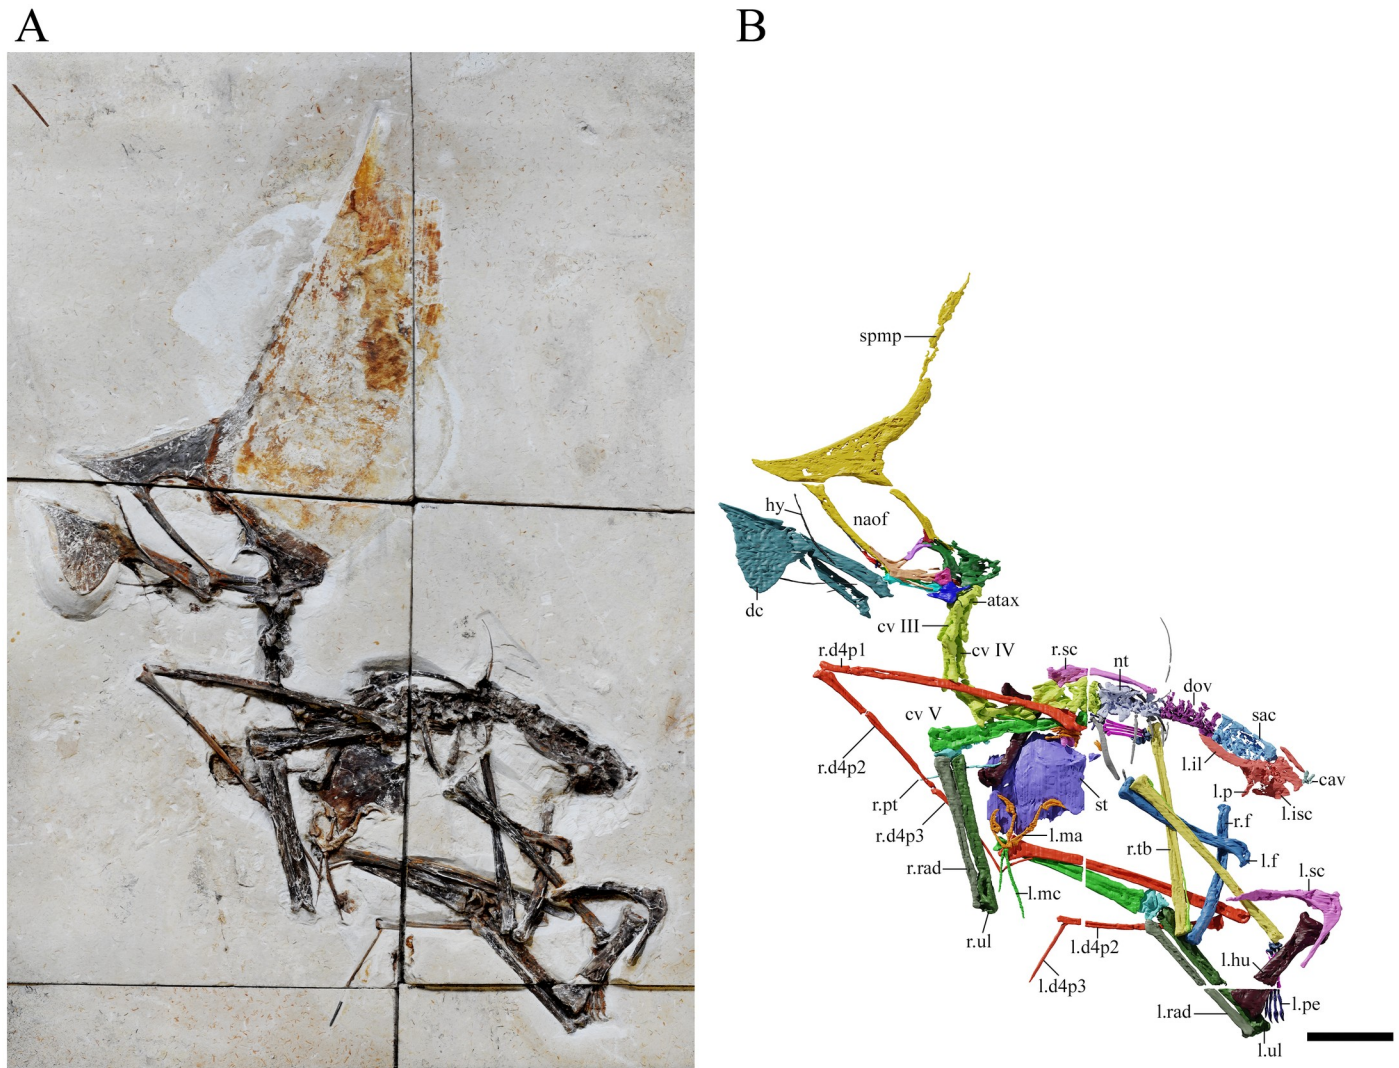 A
B
spmp
hy
naof
dc
atax
cv III
cv IV
r.d4p1
r.sc
nt
dov
cv V
sac
r.d4p2
l.il
cav
l.p
r.pt
st
l.isc
r.d4p3
l.ma
r.f
r.tb
r.rad
l.f
l.sc
l.mc
r.ul
l.d4p2
l.hu
l.d4p3
l.pe
l.rad
l.ul